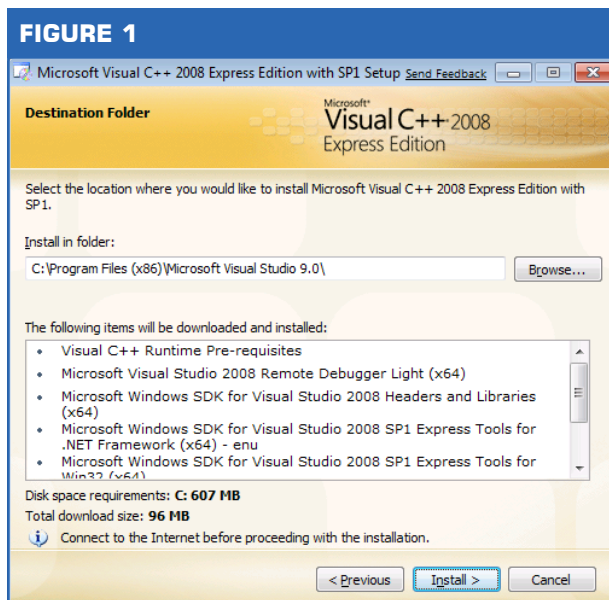 FIGURE 1
Microsoft Visual C++ 2008 Express Edition with SP1 Setup Send Feedback
Destination Folder
Microsoft
Visual C++ 2008
Express Edition
Select the location where you would like to install Microsoft Visual C++ 2008 Express Edition with
SP1.
Install in folder:
C:\Program Files (x86)\Microsoft Visual Studio 9.0\
Browse...
The following items will be downloaded and installed:
• Visual C++ Runtime Pre-requisites
• Microsoft Visual Studio 2008 Remote Debugger Light (x64)
• Microsoft Windows SDK for Visual Studio 2008 Headers and Libraries
(x64)
• Microsoft Windows SDK for Visual Studio 2008 SP1 Express Tools for
.NET Framework (x64) - enu
• Microsoft Windows SDK for Visual Studio 2008 SP1 Express Tools for
Win32 (x64)
Disk space requirements: C: 607 MB
Total download size: 96 MB
Connect to the Internet before proceeding with the installation.
< Previous
Install >
Cancel